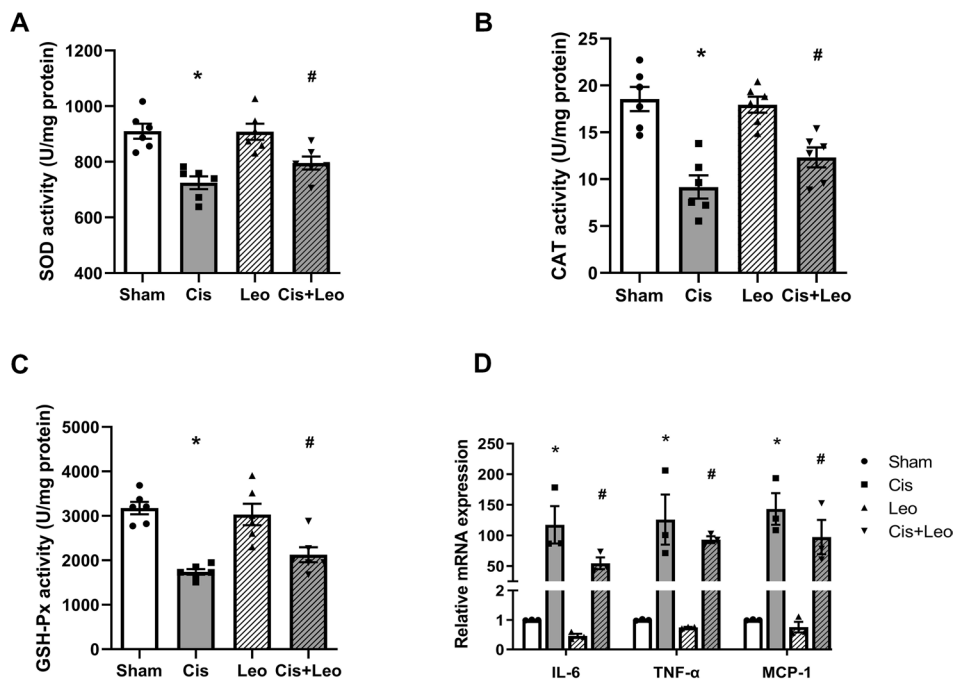 A
SOD activity (U/mg protein)
1200
1000
800
600
400
*
#
Sham Cis Leo Cis+Leo
B
CAT activity (U/mg protein)
25
20
15
10
5
0
*
#
Sham Cis Leo Cis+Leo
C
GSH-Px activity (U/mg protein)
5000
4000
3000
2000
1000
0
*
#
Sham Cis Leo Cis+Leo
D
Relative mRNA expression
250
200
150
100
50
2
1
0
* # * # * #
IL-6 TNF-α MCP-1
Sham
Cis
Leo
Cis+Leo